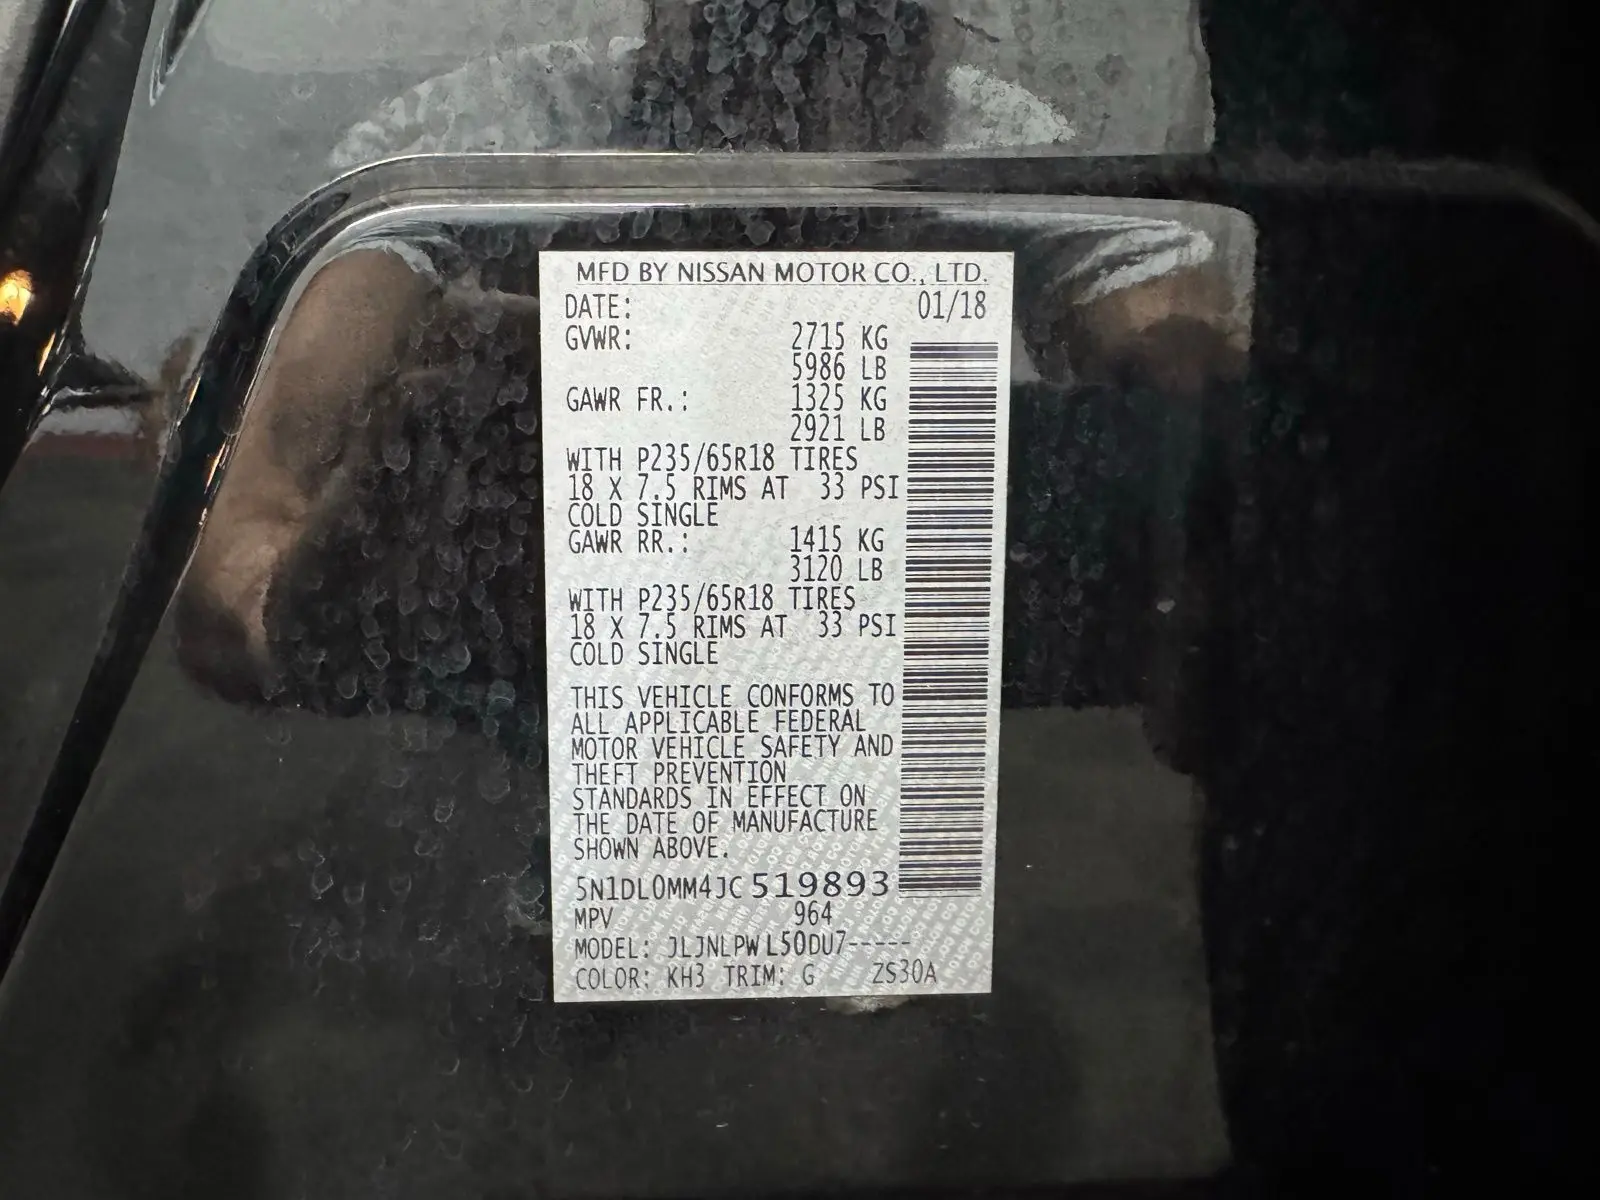 MFD BY NISSAN MOTOR CO., LTD.
DATE: 01/18
GVWR: 2715 KG
5986 LB
GAWR FR.: 1325 KG
2921 LB
WITH P235/65R18 TIRES
18 X 7.5 RIMS AT 33 PSI
COLD SINGLE
GAWR RR.: 1415 KG
3120 LB
WITH P235/65R18 TIRES
18 X 7.5 RIMS AT 33 PSI
COLD SINGLE
THIS VEHICLE CONFORMS TO
ALL APPLICABLE FEDERAL
MOTOR VEHICLE SAFETY AND
THEFT PREVENTION
STANDARDS IN EFFECT ON
THE DATE OF MANUFACTURE
SHOWN ABOVE.
5N1DL0MM4JC519893
MPV 964
MODEL: JLJNLPWL50DU7-----
COLOR: KH3 TRIM: G ZS30A